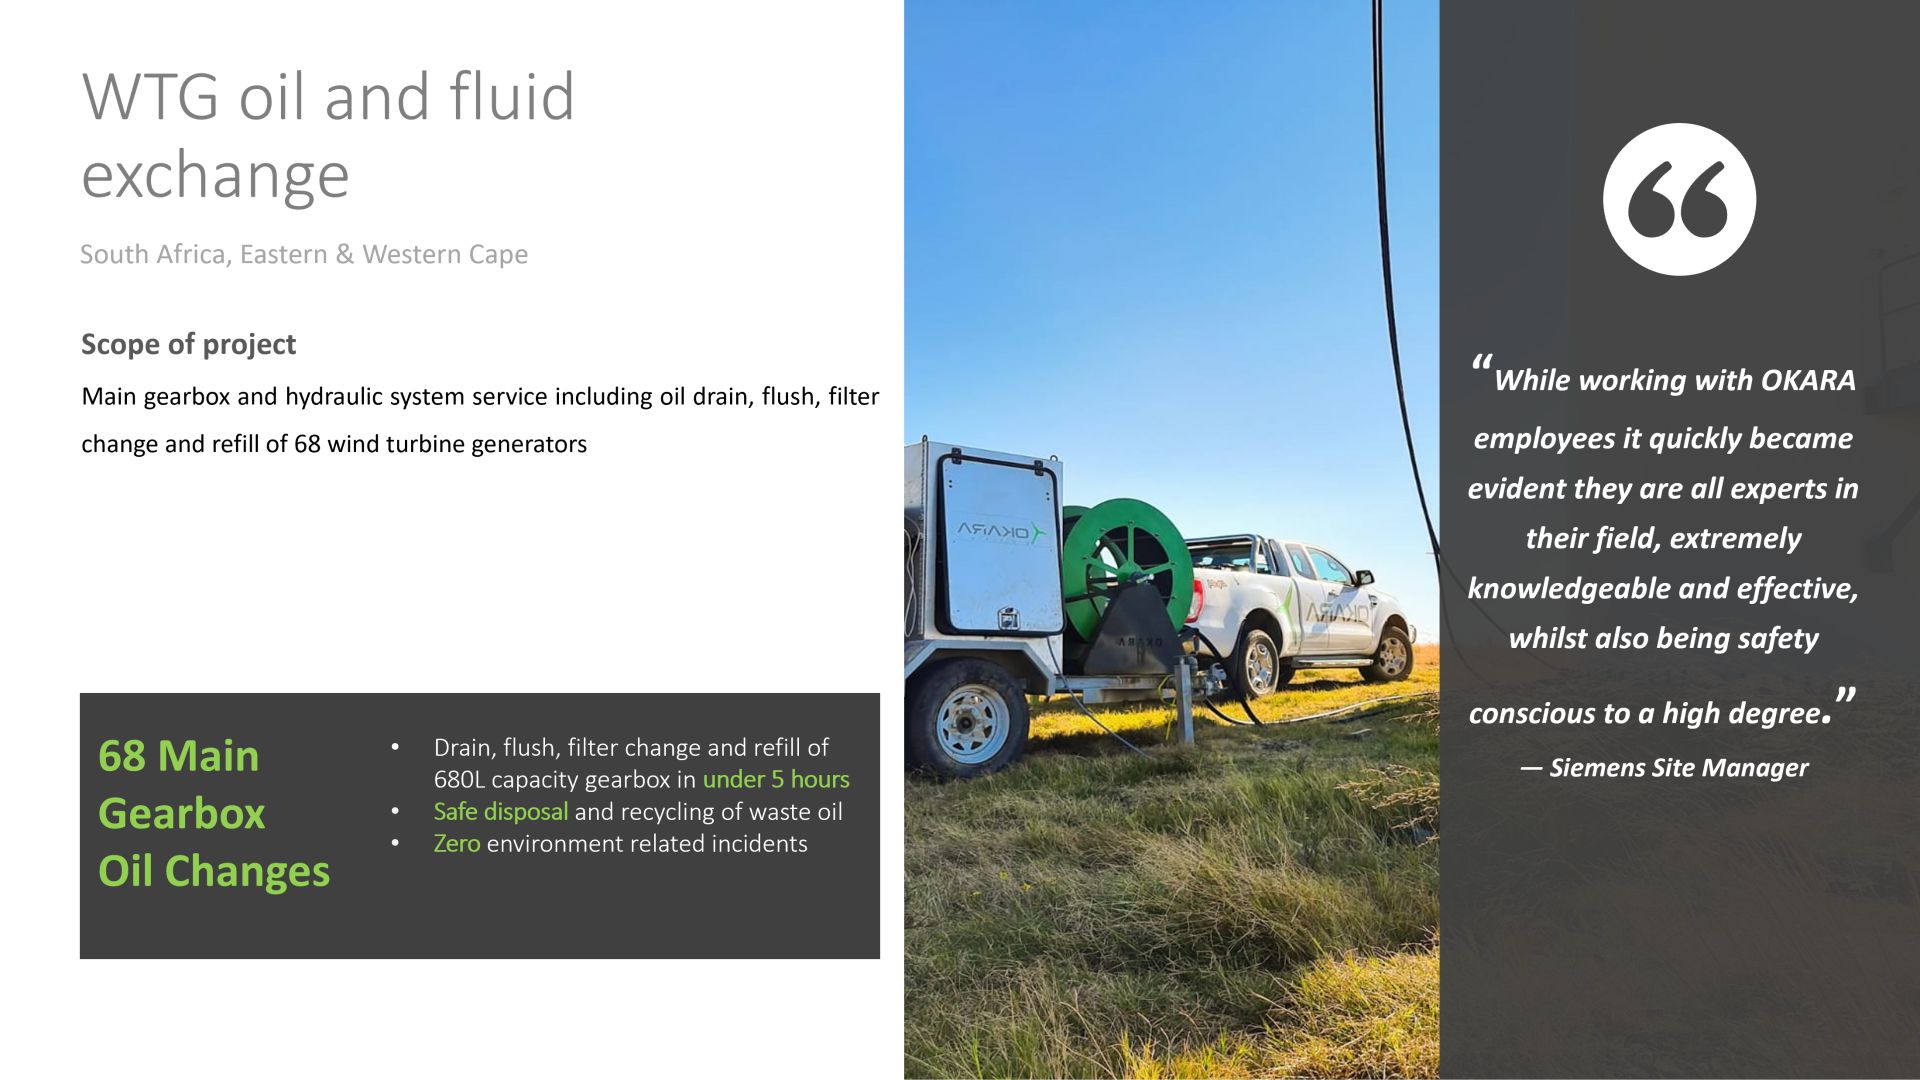 WTG oil and fluid
exchange
South Africa, Eastern & Western Cape
Scope of project
Main gearbox and hydraulic system service including oil drain, flush, filter
change and refill of 68 wind turbine generators
68 Main
Gearbox
Oil Changes
• Drain, flush, filter change and refill of
680L capacity gearbox in under 5 hours
• Safe disposal and recycling of waste oil
• Zero environment related incidents
OKARA
OKARA
OKARA
“While working with OKARA
employees it quickly became
evident they are all experts in
their field, extremely
knowledgeable and effective,
whilst also being safety
conscious to a high degree.”
— Siemens Site Manager